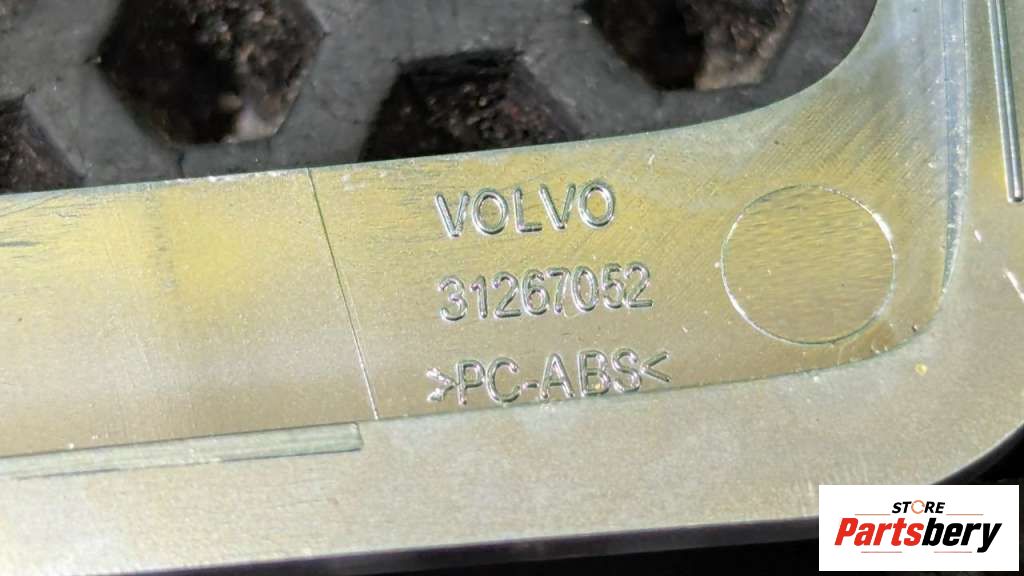 VOLVO
31267052
>PC-ABS<
STORE
Partsbery